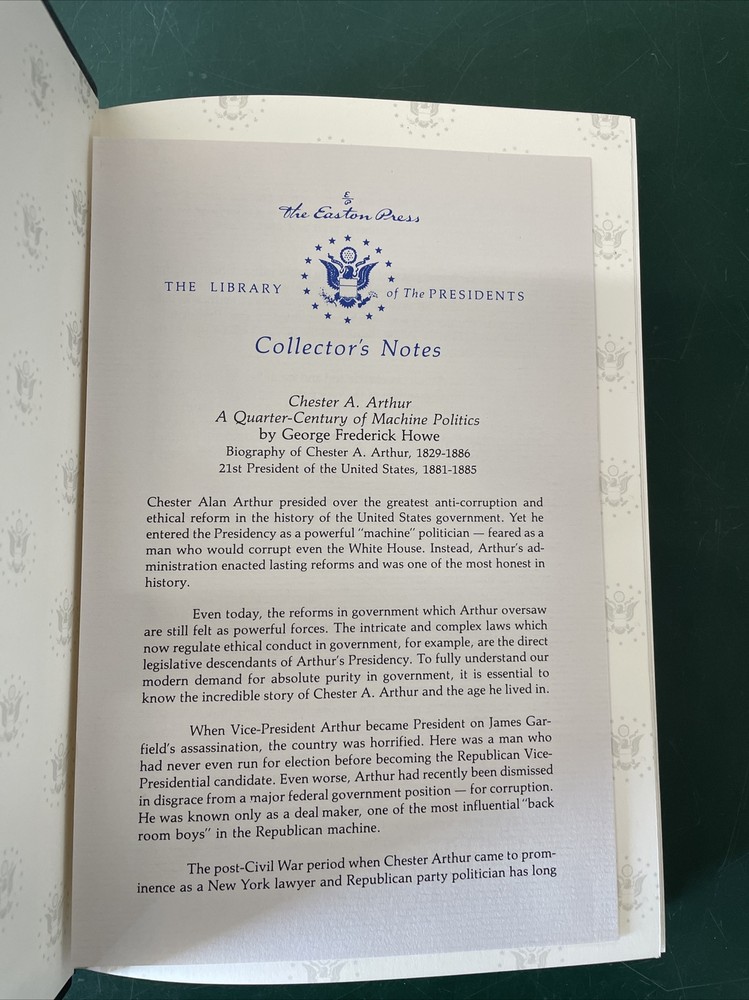 E/P
The Easton Press
THE LIBRARY of The PRESIDENTS
Collector's Notes
Chester A. Arthur
A Quarter-Century of Machine Politics
by George Frederick Howe
Biography of Chester A. Arthur, 1829-1886
21st President of the United States, 1881-1885
Chester Alan Arthur presided over the greatest anti-corruption and
ethical reform in the history of the United States government. Yet he
entered the Presidency as a powerful "machine" politician — feared as a
man who would corrupt even the White House. Instead, Arthur's ad-
ministration enacted lasting reforms and was one of the most honest in
history.
Even today, the reforms in government which Arthur oversaw
are still felt as powerful forces. The intricate and complex laws which
now regulate ethical conduct in government, for example, are the direct
legislative descendants of Arthur's Presidency. To fully understand our
modern demand for absolute purity in government, it is essential to
know the incredible story of Chester A. Arthur and the age he lived in.
When Vice-President Arthur became President on James Gar-
field's assassination, the country was horrified. Here was a man who
had never even run for election before becoming the Republican Vice-
Presidential candidate. Even worse, Arthur had recently been dismissed
in disgrace from a major federal government position — for corruption.
He was known only as a deal maker, one of the most influential "back
room boys" in the Republican machine.
The post-Civil War period when Chester Arthur came to prom-
inence as a New York lawyer and Republican party politician has long